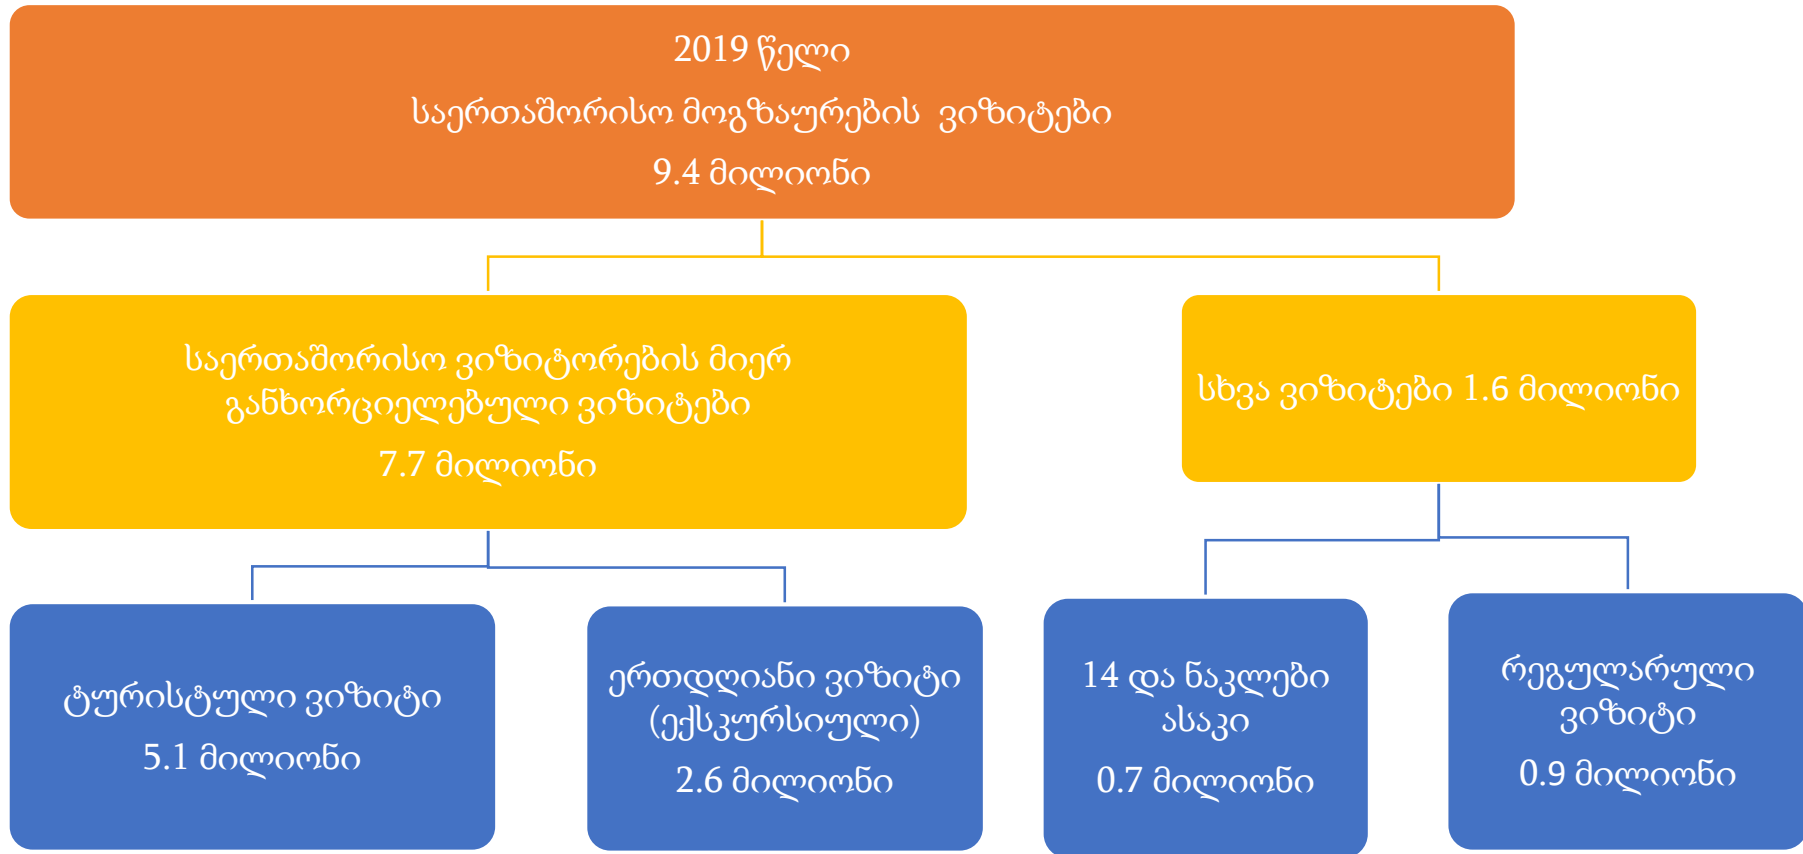 2019 წელი
საერთაშორისო მოგზაურების ვიზიტები
9.4 მილიონი
საერთაშორისო ვიზიტორების მიერ
განხორციელებული ვიზიტები
7.7 მილიონი
სხვა ვიზიტები 1.6 მილიონი
ტურისტული ვიზიტი
5.1 მილიონი
ერთდღიანი ვიზიტი
(ექსკურსიული)
2.6 მილიონი
14 და ნაკლები
ასაკი
0.7 მილიონი
რეგულარული
ვიზიტი
0.9 მილიონი